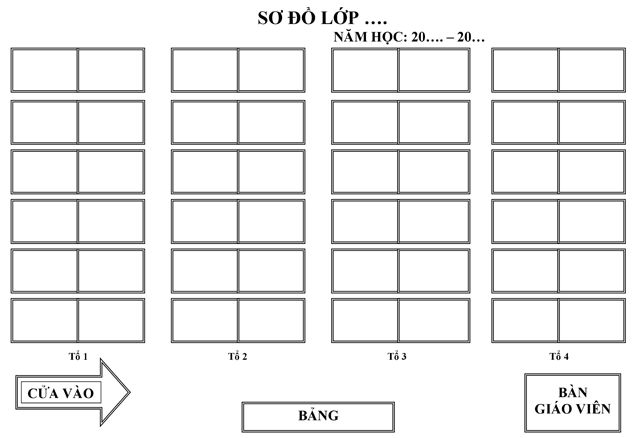 SƠ ĐỒ LỚP ....
NĂM HỌC: 20.... – 20...
Tổ 1
Tổ 2
Tổ 3
Tổ 4
CỬA VÀO
BẢNG
BÀN
GIÁO VIÊN